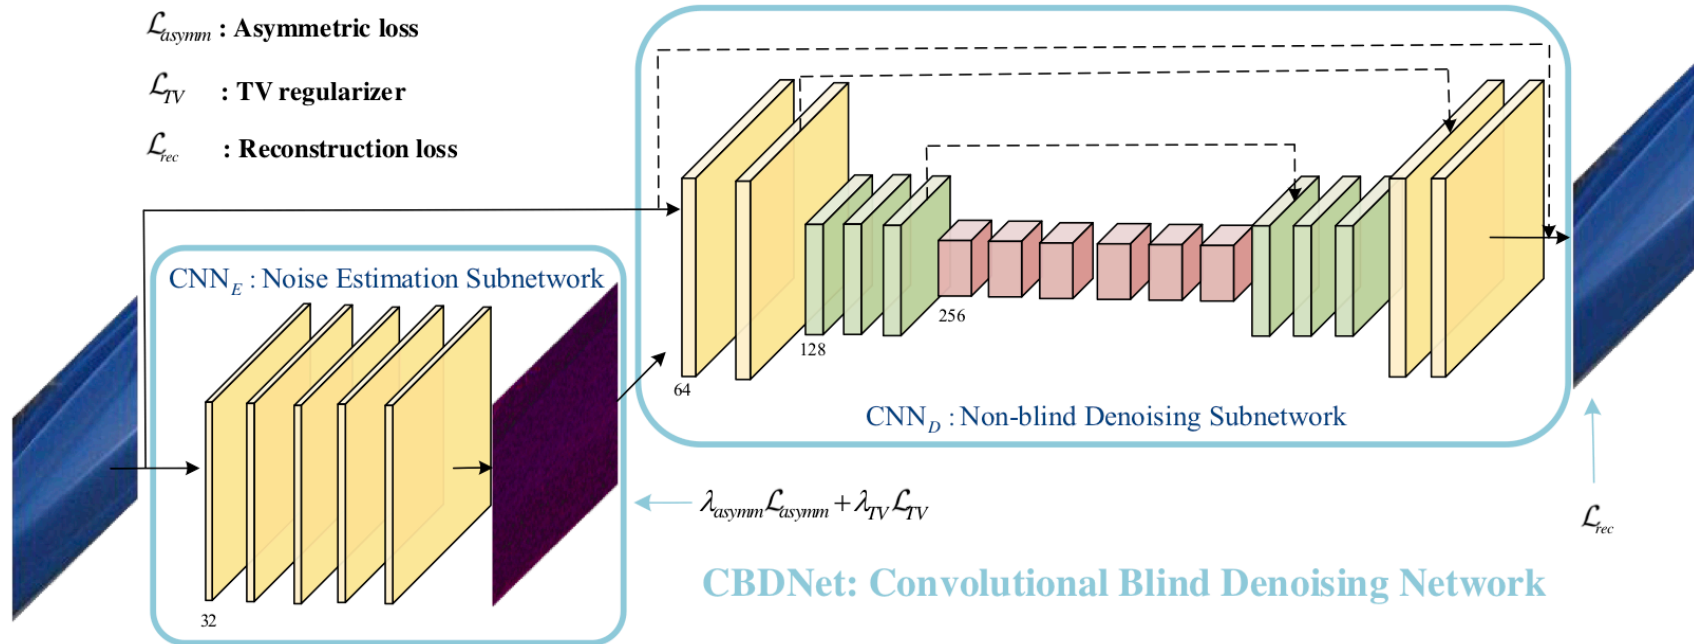 ℒasymm : Asymmetric loss
ℒTV : TV regularizer
ℒrec : Reconstruction loss
CNNE : Noise Estimation Subnetwork
32
64
128
256
CNND : Non-blind Denoising Subnetwork
λasymmℒasymm + λTVℒTV
ℒrec
CBDNet: Convolutional Blind Denoising Network